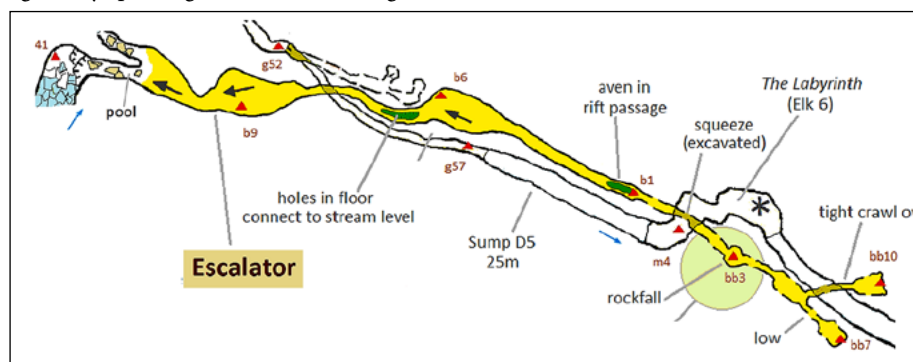 41
g52
b6
The Labyrinth
(Elk 6)
aven in
rift passage
squeeze
(excavated)
pool
b9
g57
b1
holes in floor
connect to stream level
Sump D5
25m
tight crawl
Escalator
m4
bb3
bb10
rockfall
low
bb7